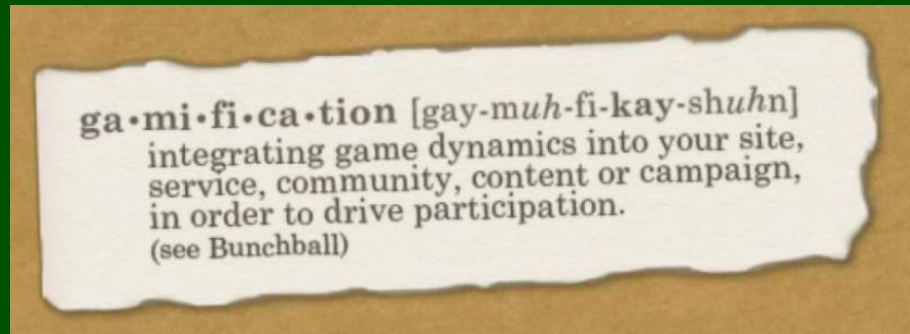 ga•mi•fi•ca•tion [gay-muh-fi-kay-shuhn]
integrating game dynamics into your site,
service, community, content or campaign,
in order to drive participation.
(see Bunchball)